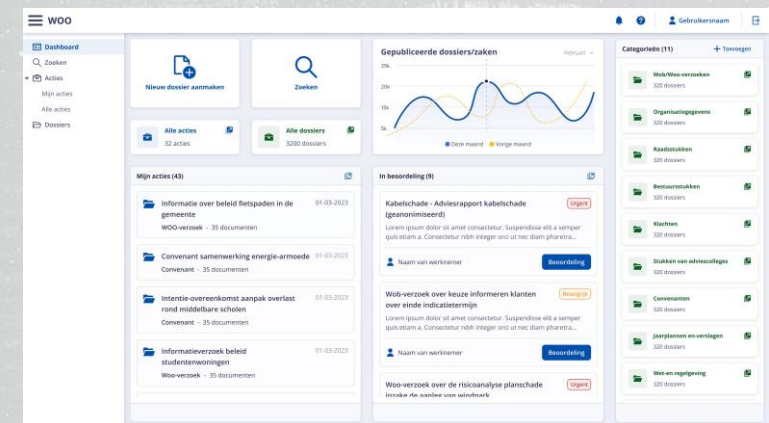 WOO
Gebruikersnaam
Dashboard
Zoeken
Acties
Mijn acties
Alle acties
Dossiers
Nieuw dossier aanmaken
Zoeken
Alle acties
32 acties
Alle dossiers
3200 dossiers
Gepubliceerde dossiers/zaken
Februari
25k
20k
15k
5k
Deze maand
Vorige maand
Mijn acties (43)
Informatie over beleid fietspaden in de
gemeente
01-03-2023
WOO-verzoek - 35 documenten
Convenant samenwerking energie-armoede
01-03-2023
Convenant - 35 documenten
Intentie-overeenkomst aanpak overlast
rond middelbare scholen
01-03-2023
Convenant - 35 documenten
Informatieverzoek beleid
studentenwoningen
01-03-2023
Woo-verzoek - 35 documenten
In beoordeling (9)
Kabelschade - Adviesrapport kabelschade
(geanonimiseerd)
Urgent
Lorem ipsum dolor sit amet consectetur. Suspendisse elit a semper
quis etiam a. Consectetur nibh integer orci ut nec diam pharetra...
Naam van werknemer
Beoordeling
Wob-verzoek over keuze informeren klanten
over einde indicatietermijn
Belangrijk
Lorem ipsum dolor sit amet consectetur. Suspendisse elit a semper
quis etiam a. Consectetur nibh integer orci ut nec diam pharetra...
Naam van werknemer
Beoordeling
Woo-verzoek over de risicoanalyse planschade
inzake de aanleg van windpark
Urgent
Categorieën (11)
+ Toevoegen
Wob/Woo-verzoeken
320 dossiers
Organisatiegegevens
320 dossiers
Raadsstukken
320 dossiers
Bestuursstukken
320 dossiers
Klachten
320 dossiers
Stukken van adviescolleges
320 dossiers
Convenanten
320 dossiers
Jaarplannen en-verslagen
320 dossiers
Wet-en regelgeving
320 dossiers